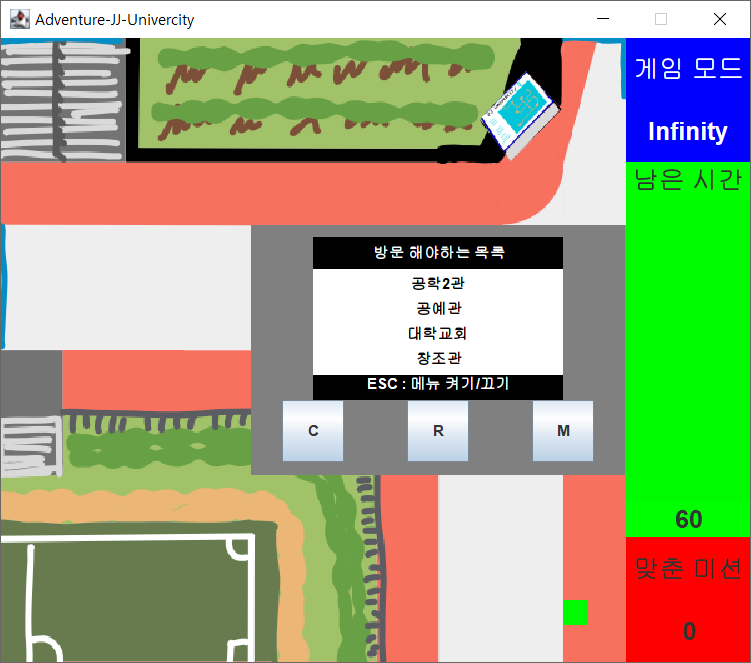 Adventure-JJ-Univercity
게임 모드
Infinity
남은 시간
방문 해야하는 목록
공학2관
공예관
대학교회
창조관
ESC : 메뉴 켜기/끄기
C
R
M
60
맞춘 미션
0